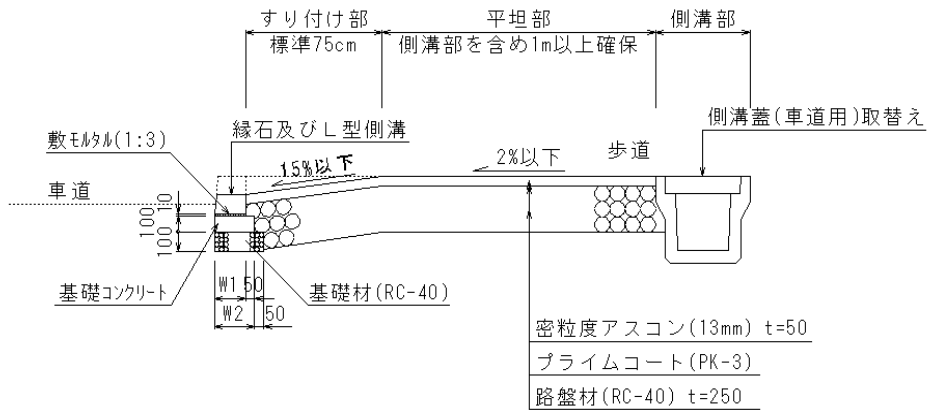 すり付け部
標準75cm
平坦部
側溝部を含め1m以上確保
側溝部
側溝蓋(車道用)取替え
縁石及びL型側溝
敷ﾓﾙﾀﾙ(1:3)
15%以下
2%以下
歩道
車道
10
100
100
W1
50
W2
50
基礎ｺﾝｸﾘｰﾄ
基礎材(RC-40)
密粒度アスコン(13mm) t=50
プライムコート(PK-3)
路盤材(RC-40) t=250